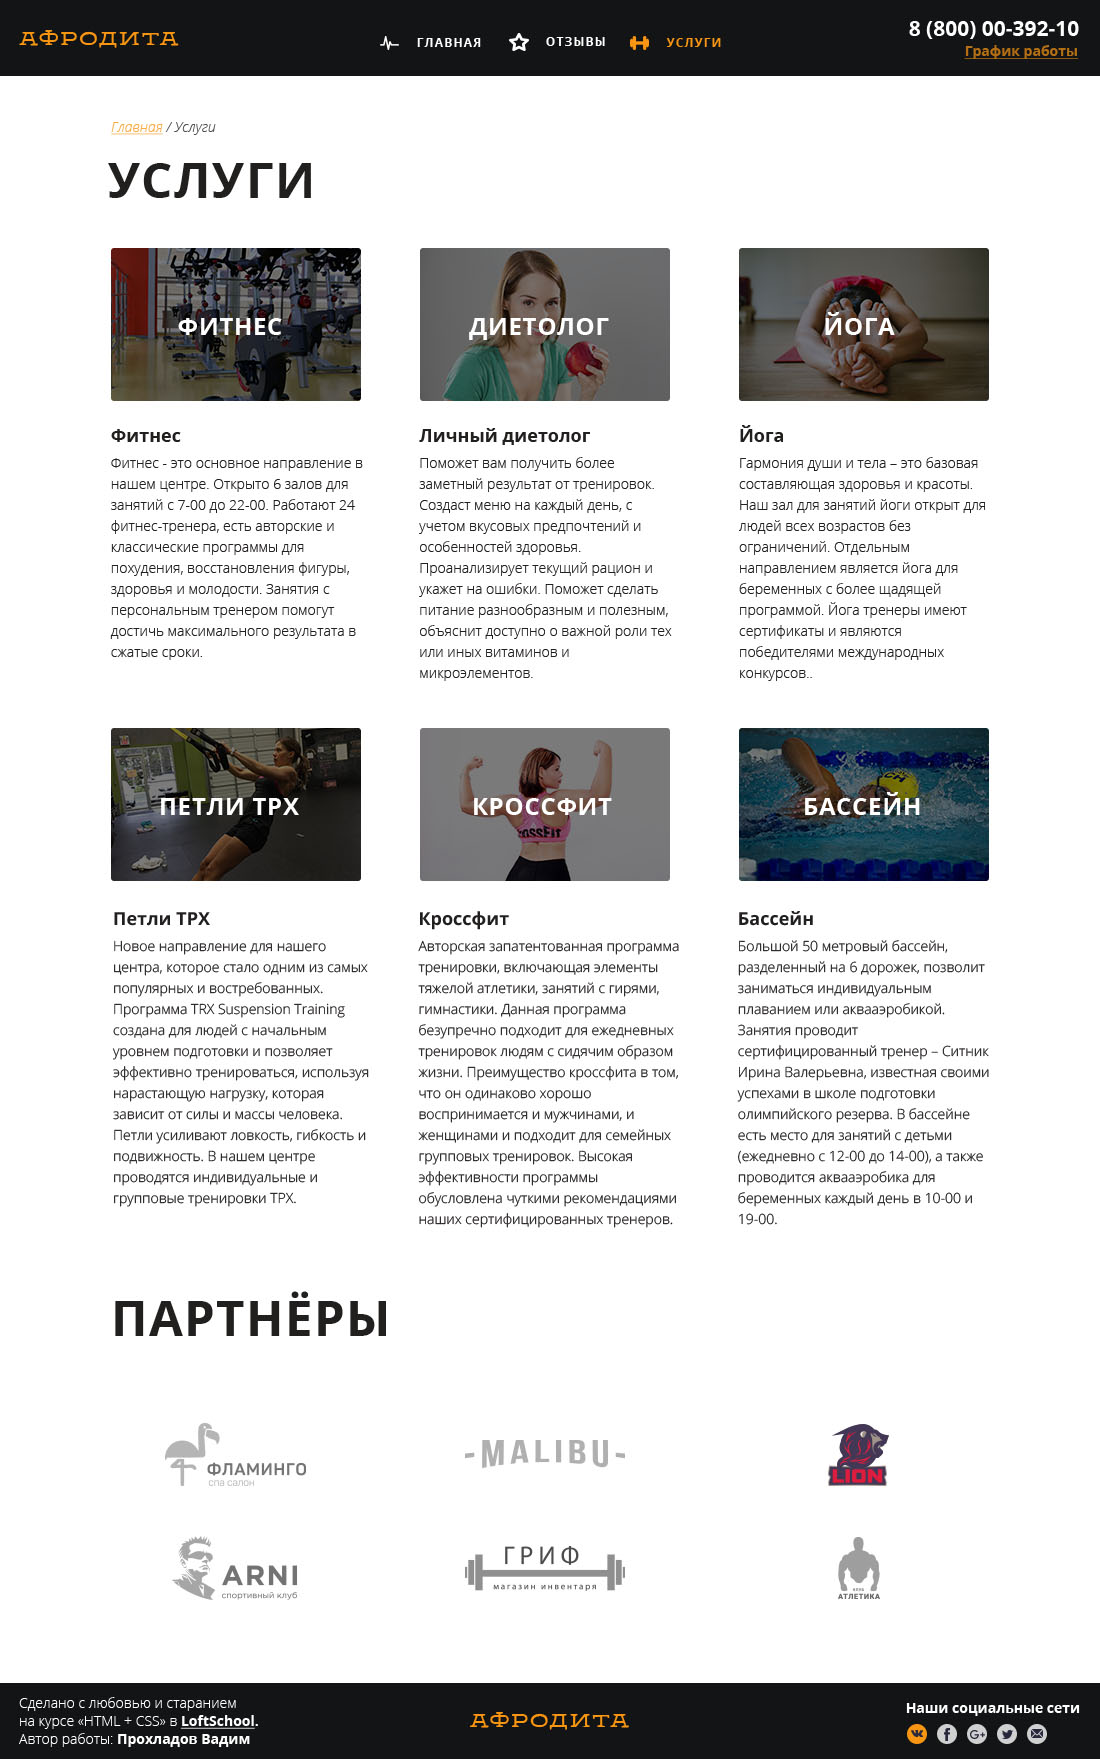 АФРОДИТА
ГЛАВНАЯ
ОТЗЫВЫ
УСЛУГИ
8 (800) 00-392-10
График работы
Главная / Услуги
УСЛУГИ
ФИТНЕС
ДИЕТОЛОГ
ЙОГА
Фитнес
Фитнес - это основное направление в
нашем центре. Открыто 6 залов для
занятий с 7-00 до 22-00. Работают 24
фитнес-тренера, есть авторские и
классические программы для
похудения, восстановления фигуры,
здоровья и молодости. Занятия с
персональным тренером помогут
достичь максимального результата в
сжатые сроки.
Личный диетолог
Поможет вам получить более
заметный результат от тренировок.
Создаст меню на каждый день, с
учетом вкусовых предпочтений и
особенностей здоровья.
Проанализирует текущий рацион и
укажет на ошибки. Поможет сделать
питание разнообразным и полезным,
объяснит доступно о важной роли тех
или иных витаминов и
микроэлементов.
Йога
Гармония души и тела – это базовая
составляющая здоровья и красоты.
Наш зал для занятий йоги открыт для
людей всех возрастов без
ограничений. Отдельным
направлением является йога для
беременных с более щадящей
программой. Йога тренеры имеют
сертификаты и являются
победителями международных
конкурсов..
ПЕТЛИ ТРХ
КРОССФИТ
CROSSFIT
БАССЕЙН
Петли ТРХ
Новое направление для нашего
центра, которое стало одним из самых
популярных и востребованных.
Программа TRX Suspension Training
создана для людей с начальным
уровнем подготовки и позволяет
эффективно тренироваться, используя
нарастающую нагрузку, которая
зависит от силы и массы человека.
Петли усиливают ловкость, гибкость и
подвижность. В нашем центре
проводятся индивидуальные и
групповые тренировки ТРХ.
Кроссфит
Авторская запатентованная программа
тренировки, включающая элементы
тяжелой атлетики, занятий с гирями,
гимнастики. Данная программа
безупречно подходит для ежедневных
тренировок людям с сидячим образом
жизни. Преимущество кроссфита в том,
что он одинаково хорошо
воспринимается и мужчинами, и
женщинами и подходит для семейных
групповых тренировок. Высокая
эффективности программы
обусловлена чуткими рекомендациями
наших сертифицированных тренеров.
Бассейн
Большой 50 метровый бассейн,
разделенный на 6 дорожек, позволит
заниматься индивидуальным
плаванием или аквааэробикой.
Занятия проводит
сертифицированный тренер – Ситник
Ирина Валерьевна, известная своими
успехами в школе подготовки
олимпийского резерва. В бассейне
есть место для занятий с детьми
(ежедневно с 12-00 до 14-00), а также
проводится аквааэробика для
беременных каждый день в 10-00 и
19-00.
ПАРТНЁРЫ
ФЛАМИНГО
спа салон
-MALIBU-
LION
ARNI
спортивный клуб
ГРИФ
магазин инвентаря
КЛУБ
АТЛЕТИКА
Сделано с любовью и старанием
на курсе «HTML + CSS» в LoftSchool.
Автор работы: Прохладов Вадим
АФРОДИТА
Наши социальные сети